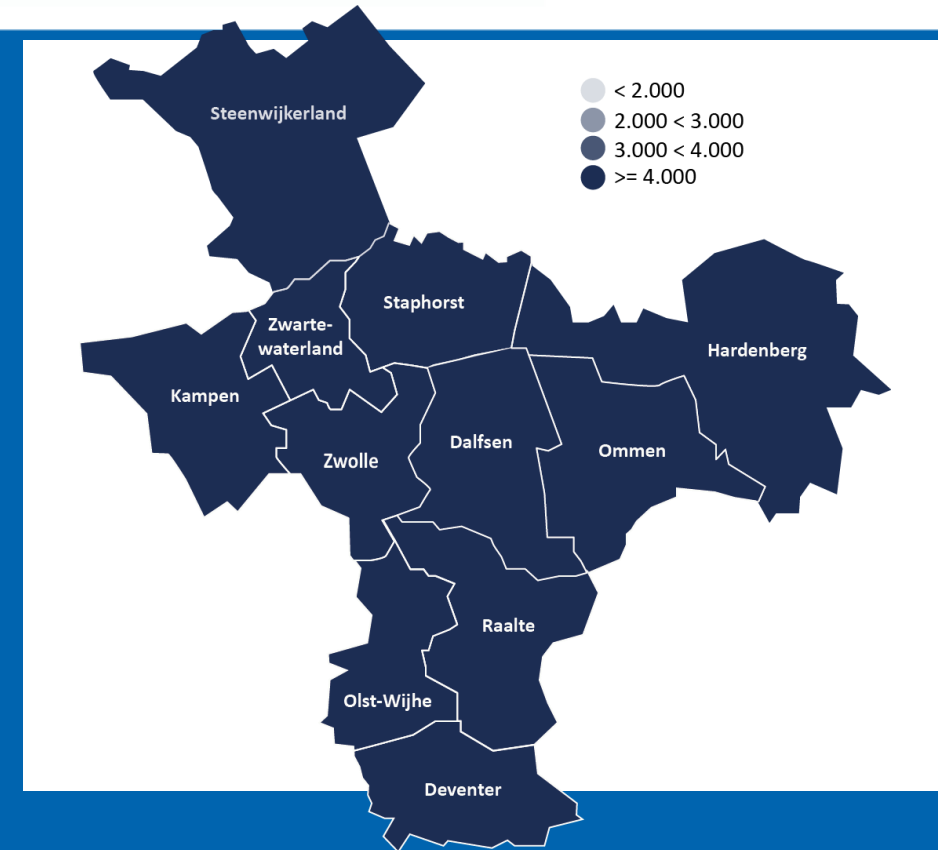 < 2.000
2.000 < 3.000
3.000 < 4.000
>= 4.000
Steenwijkerland
Staphorst
Zwarte-
waterland
Hardenberg
Kampen
Dalfsen
Ommen
Zwolle
Raalte
Olst-Wijhe
Deventer